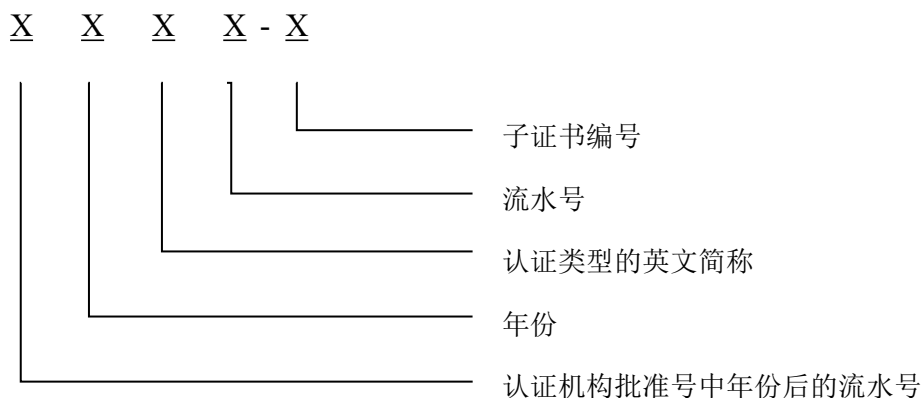 X X X X - X
子证书编号
流水号
认证类型的英文简称
年份
认证机构批准号中年份后的流水号